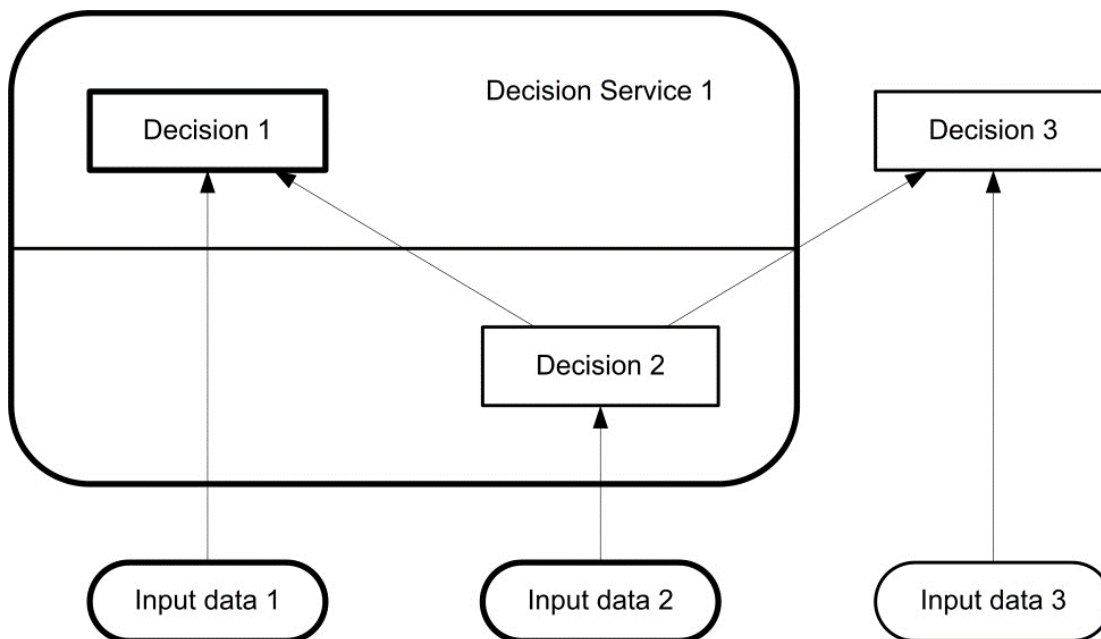 Decision Service 1
Decision 1
Decision 3
Decision 2
Input data 1
Input data 2
Input data 3